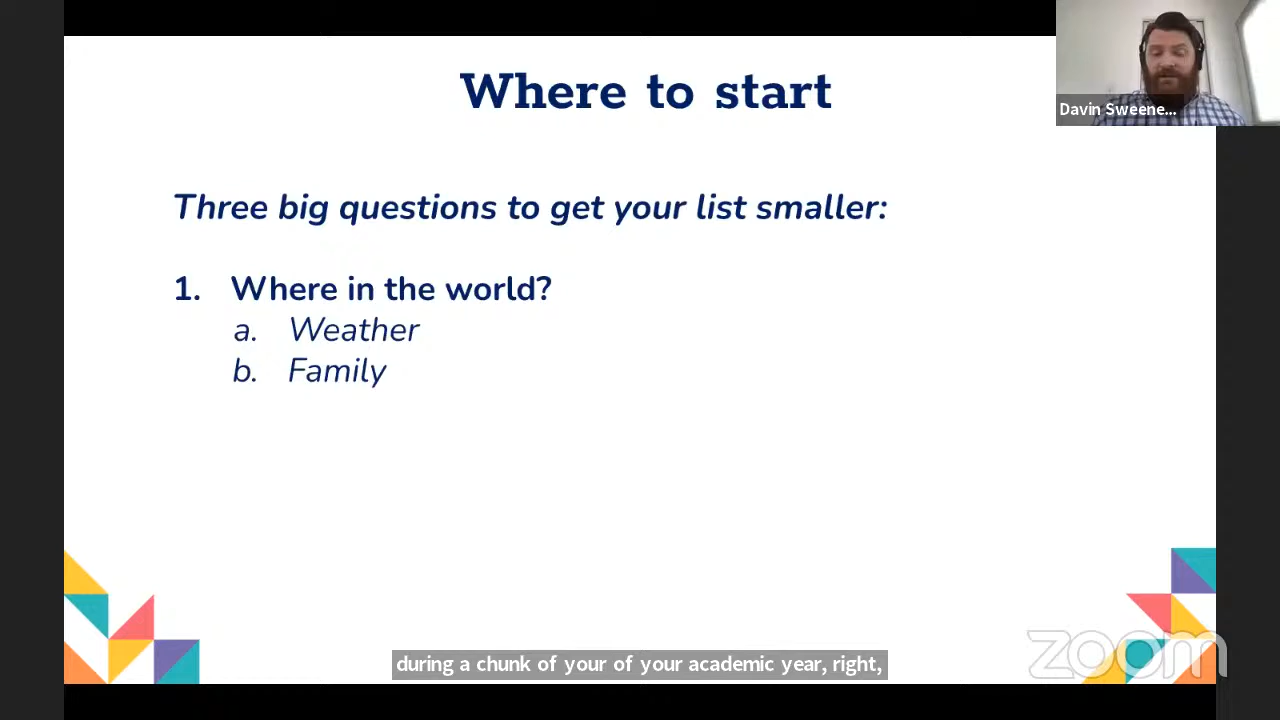 Where to start
Davin Sweene...
Three big questions to get your list smaller:
1. Where in the world?
a. Weather
b. Family
during a chunk of your of your academic year, right,
zoom